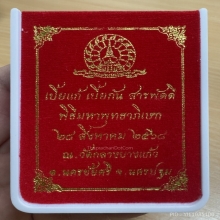 เบี้ยแก้ เบี้ยกัน สารพัดดี
พิธีมหาพุทธาภิเษก
๒๘ สิงหาคม ๒๕๖๘
ณ. วัดกลางบางแก้ว
อ. นครชัยศรี จ. นครปฐม